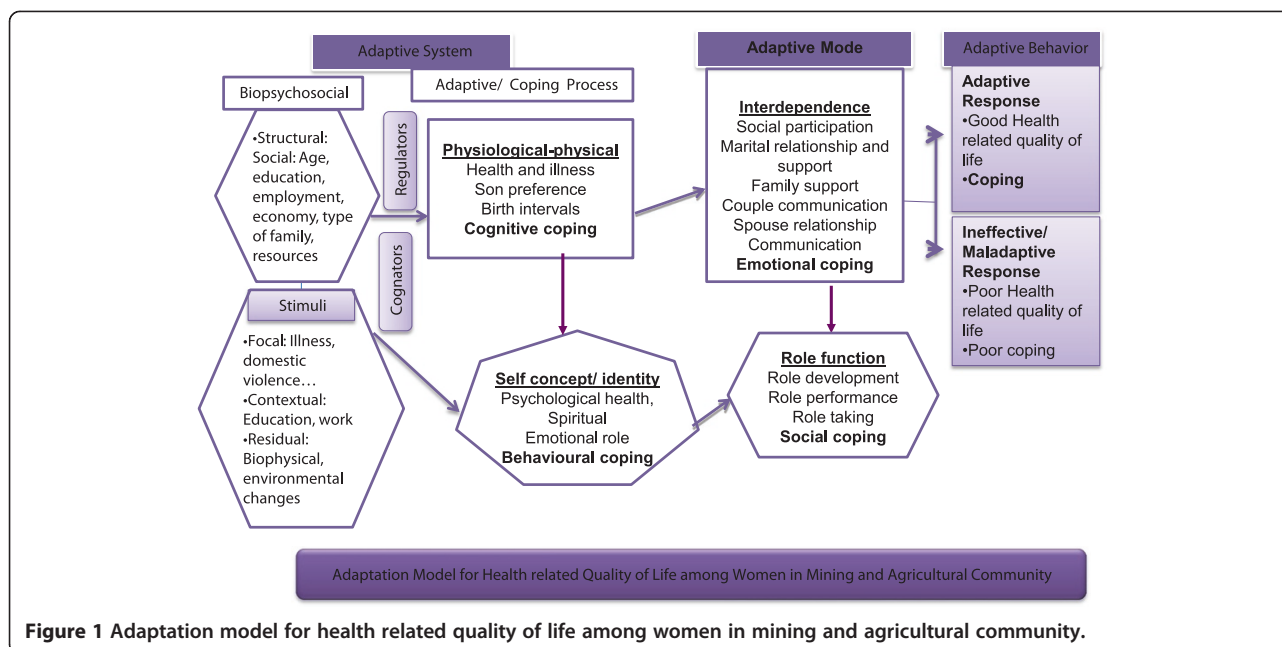 Adaptive System
Adaptive/ Coping Process
Biopsychosocial
•Structural:
Social: Age,
education,
employment,
economy, type
of family,
resources
Stimuli
•Focal: Illness,
domestic
violence…
•Contextual:
Education, work
•Residual:
Biophysical,
environmental
changes
Regulators
Cognators
Physiological-physical
Health and illness
Son preference
Birth intervals
Cognitive coping
Self concept/ identity
Psychological health,
Spiritual
Emotional role
Behavioural coping
Adaptive Mode
Interdependence
Social participation
Marital relationship and
support
Family support
Couple communication
Spouse relationship
Communication
Emotional coping
Role function
Role development
Role performance
Role taking
Social coping
Adaptive Behavior
Adaptive
Response
•Good Health
related quality of
life
•Coping
Ineffective/
Maladaptive
Response
•Poor Health
related quality of
life
•Poor coping
Adaptation Model for Health related Quality of Life among Women in Mining and Agricultural Community
Figure 1 Adaptation model for health related quality of life among women in mining and agricultural community.